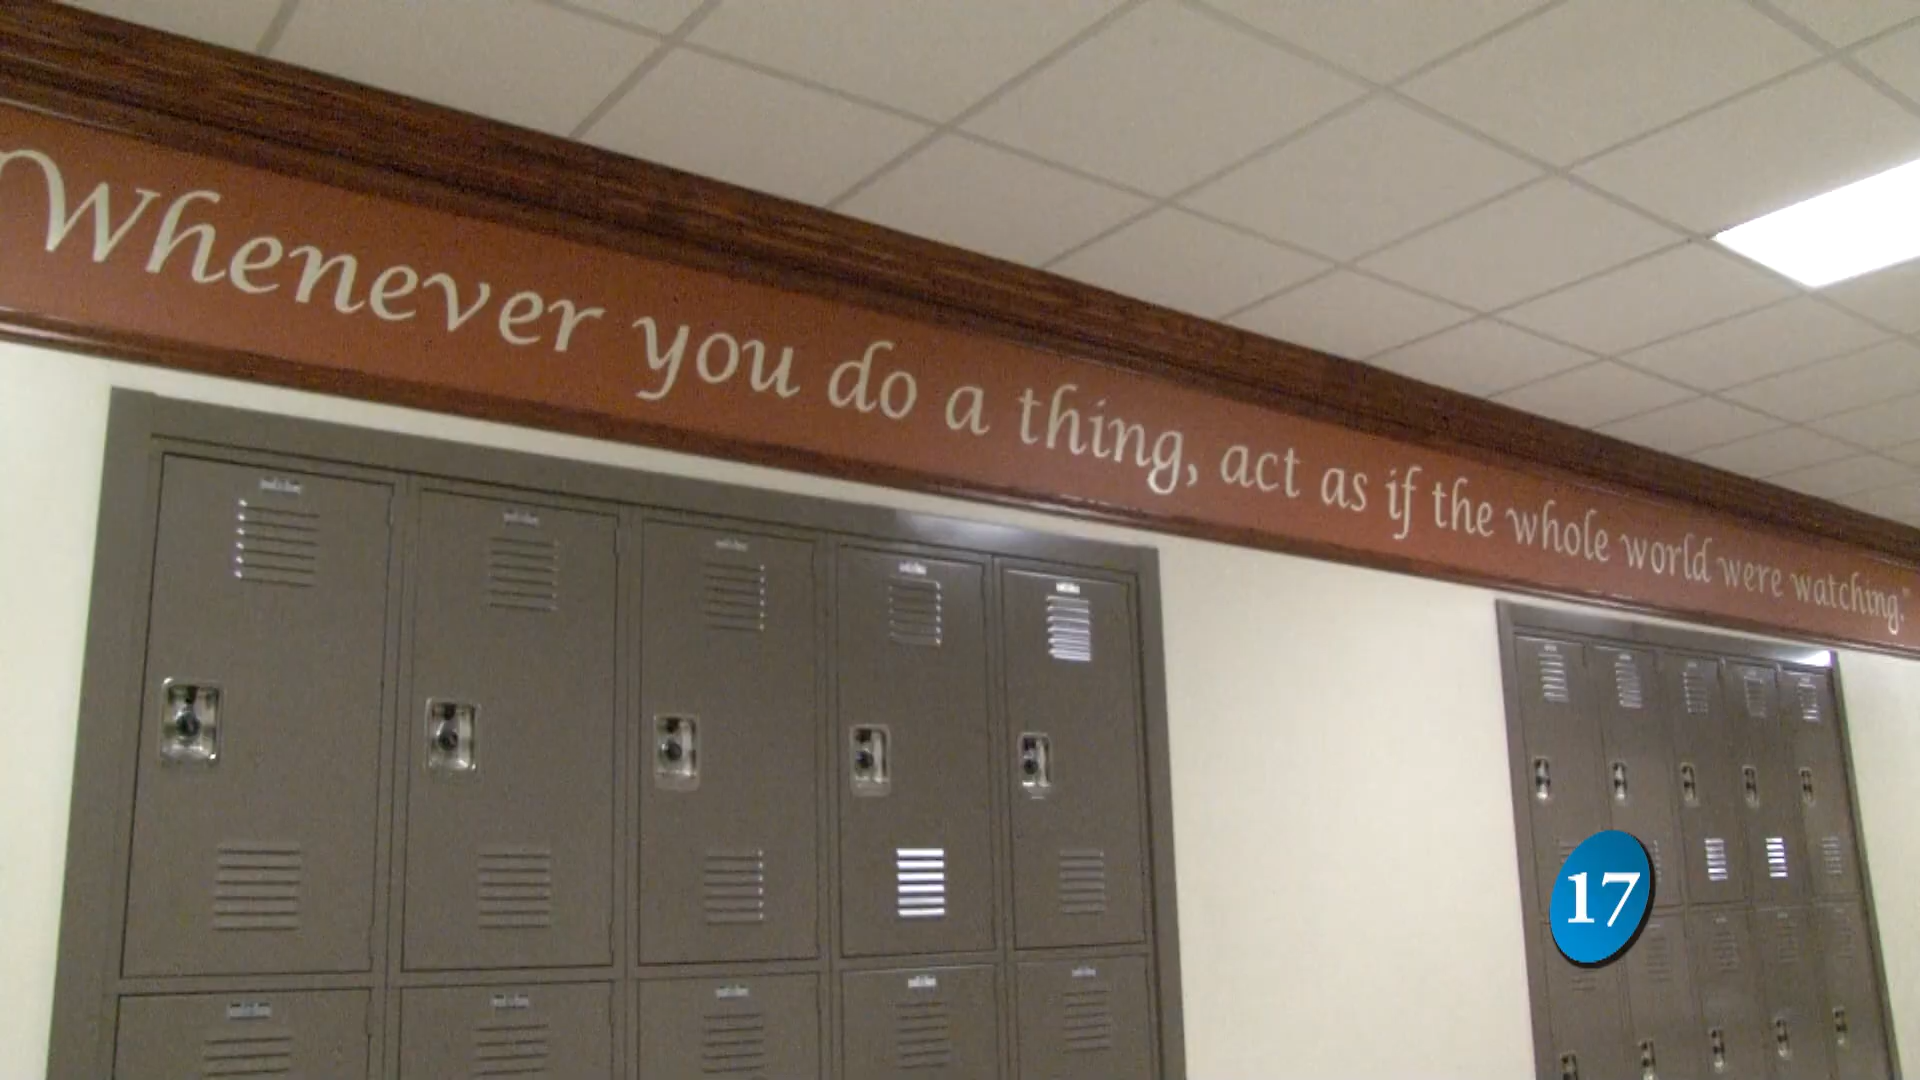 Whenever you do a thing, act as if the whole world were watching."
17